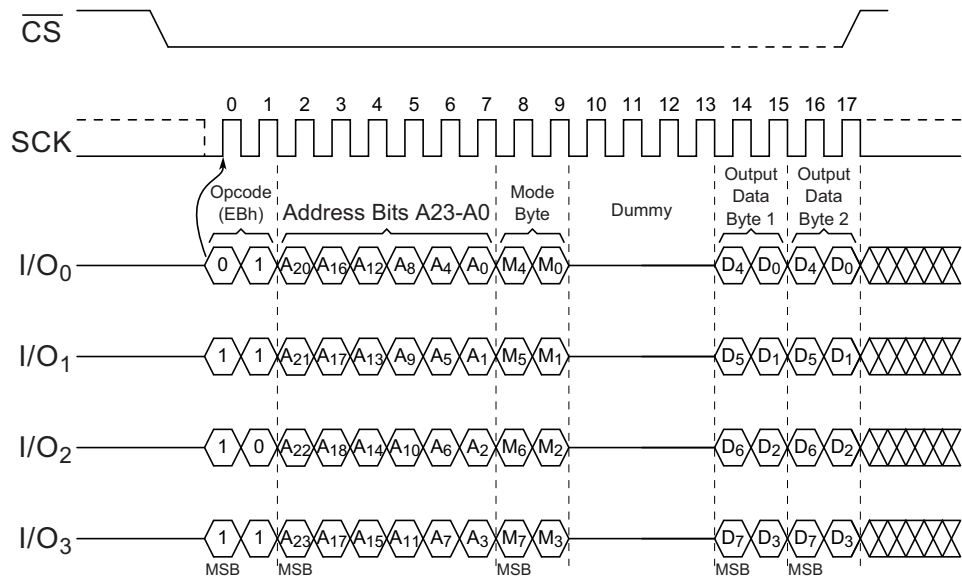 CS
0 1 2 3 4 5 6 7 8 9 10 11 12 13 14 15 16 17
SCK
Opcode
(EBh)
Address Bits A23-A0
Mode
Byte
Dummy
Output
Data
Byte 1
Output
Data
Byte 2
I/O0 0 1 A20 A16 A12 A8 A4 A0 M4 M0 D4 D0 D4 D0
I/O1 1 1 A21 A17 A13 A9 A5 A1 M5 M1 D5 D1 D5 D1
I/O2 1 0 A22 A18 A14 A10 A6 A2 M6 M2 D6 D2 D6 D2
I/O3 1 1 A23 A17 A15 A11 A7 A3 M7 M3 D7 D3 D7 D3
MSB MSB MSB MSB MSB